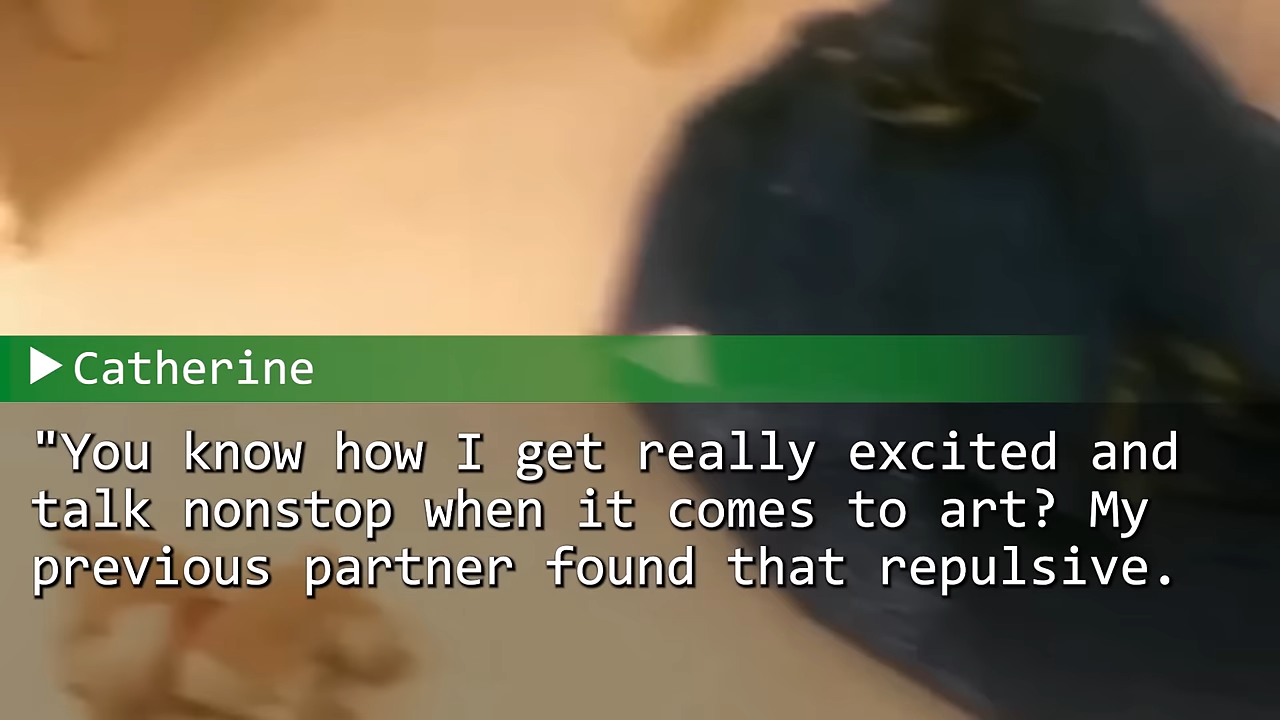 Catherine
"You know how I get really excited and
talk nonstop when it comes to art? My
previous partner found that repulsive.